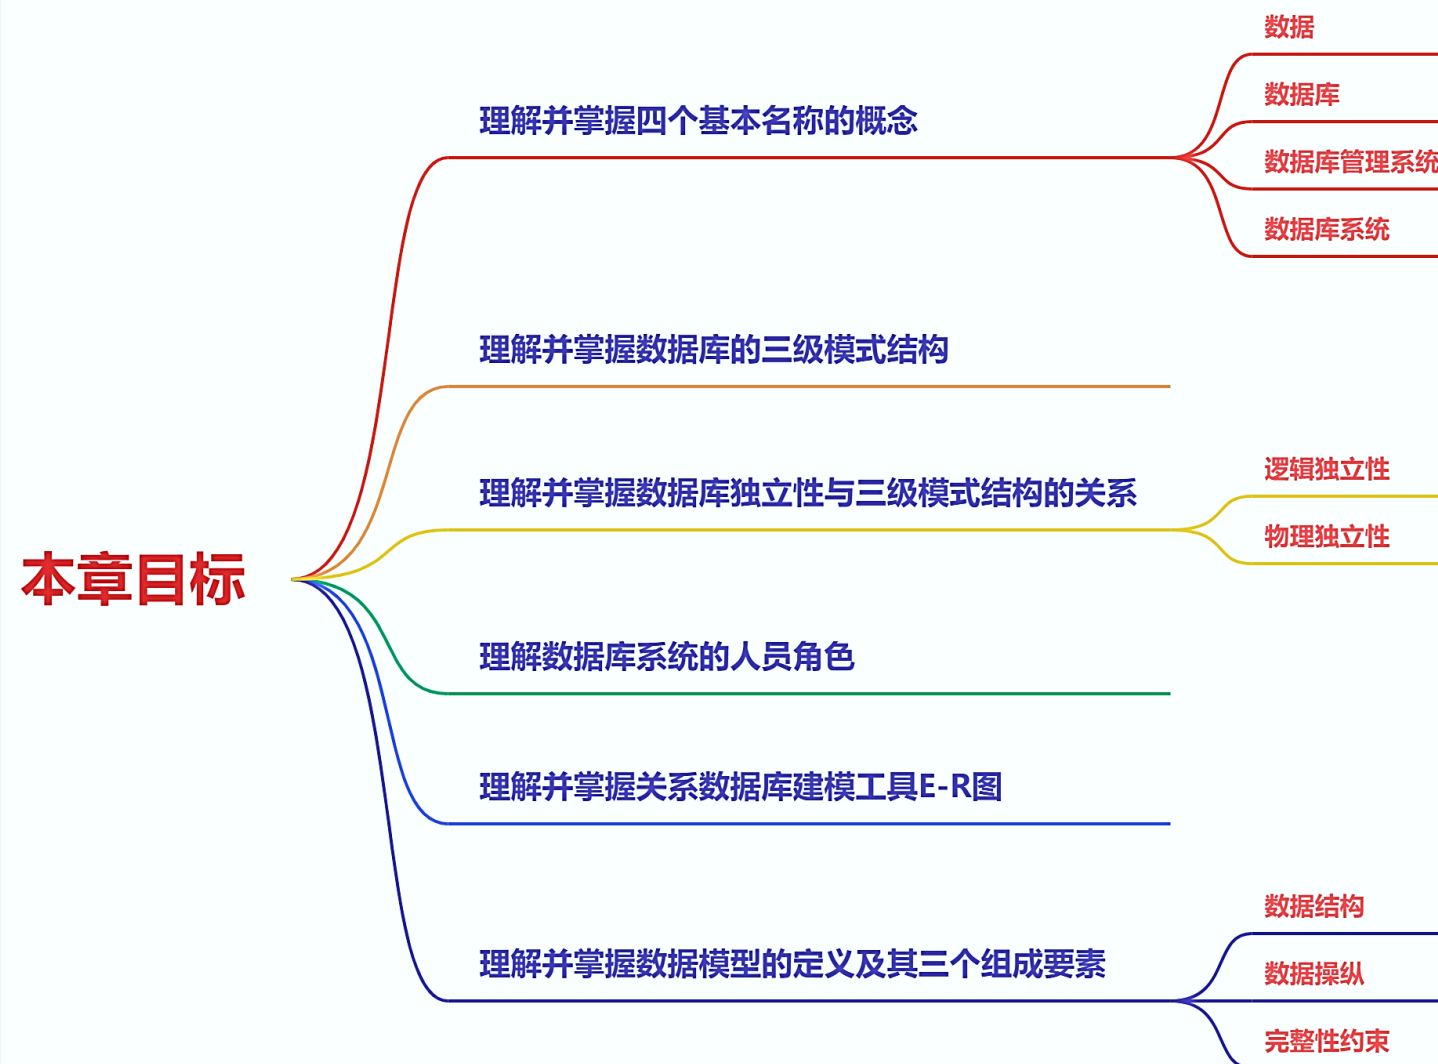 本章目标
理解并掌握四个基本名称的概念
数据
数据库
数据库管理系统
数据库系统
理解并掌握数据库的三级模式结构
理解并掌握数据库独立性与三级模式结构的关系
逻辑独立性
物理独立性
理解数据库系统的人员角色
理解并掌握关系数据库建模工具E-R图
理解并掌握数据模型的定义及其三个组成要素
数据结构
数据操纵
完整性约束